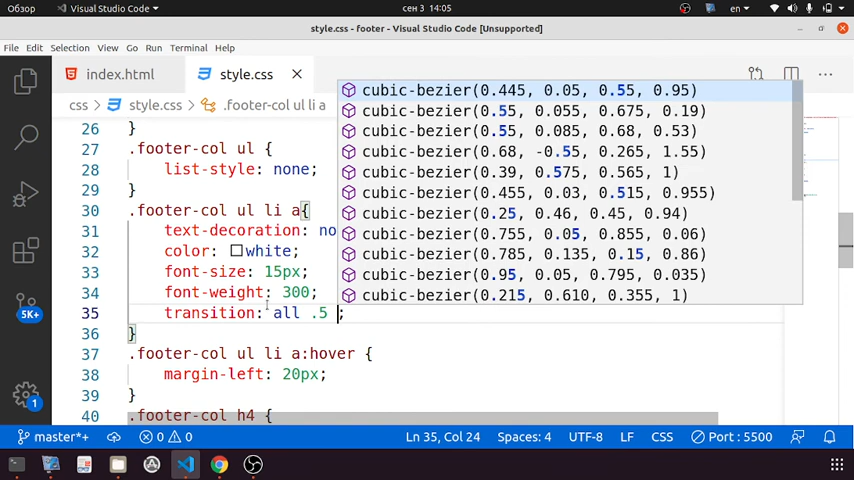 Обзор
Visual Studio Code
сен 3 14:05
en
style.css - footer - Visual Studio Code [Unsupported]
File Edit Selection View Go Run Terminal Help
index.html
style.css
css > style.css > .footer-col ul li a
26 }
27 .footer-col ul {
28 list-style: none;
29 }
30 .footer-col ul li a{
31 text-decoration: no
32 color: white;
33 font-size: 15px;
34 font-weight: 300;
35 transition: all .5 ;
36 }
37 .footer-col ul li a:hover {
38 margin-left: 20px;
39 }
40 .footer-col h4 {
cubic-bezier(0.445, 0.05, 0.55, 0.95)
cubic-bezier(0.55, 0.055, 0.675, 0.19)
cubic-bezier(0.55, 0.085, 0.68, 0.53)
cubic-bezier(0.68, -0.55, 0.265, 1.55)
cubic-bezier(0.39, 0.575, 0.565, 1)
cubic-bezier(0.455, 0.03, 0.515, 0.955)
cubic-bezier(0.25, 0.46, 0.45, 0.94)
cubic-bezier(0.755, 0.05, 0.855, 0.06)
cubic-bezier(0.785, 0.135, 0.15, 0.86)
cubic-bezier(0.95, 0.05, 0.795, 0.035)
cubic-bezier(0.215, 0.610, 0.355, 1)
5K+
1
master*+ 0 0 Ln 35, Col 24 Spaces: 4 UTF-8 LF CSS Port : 5500